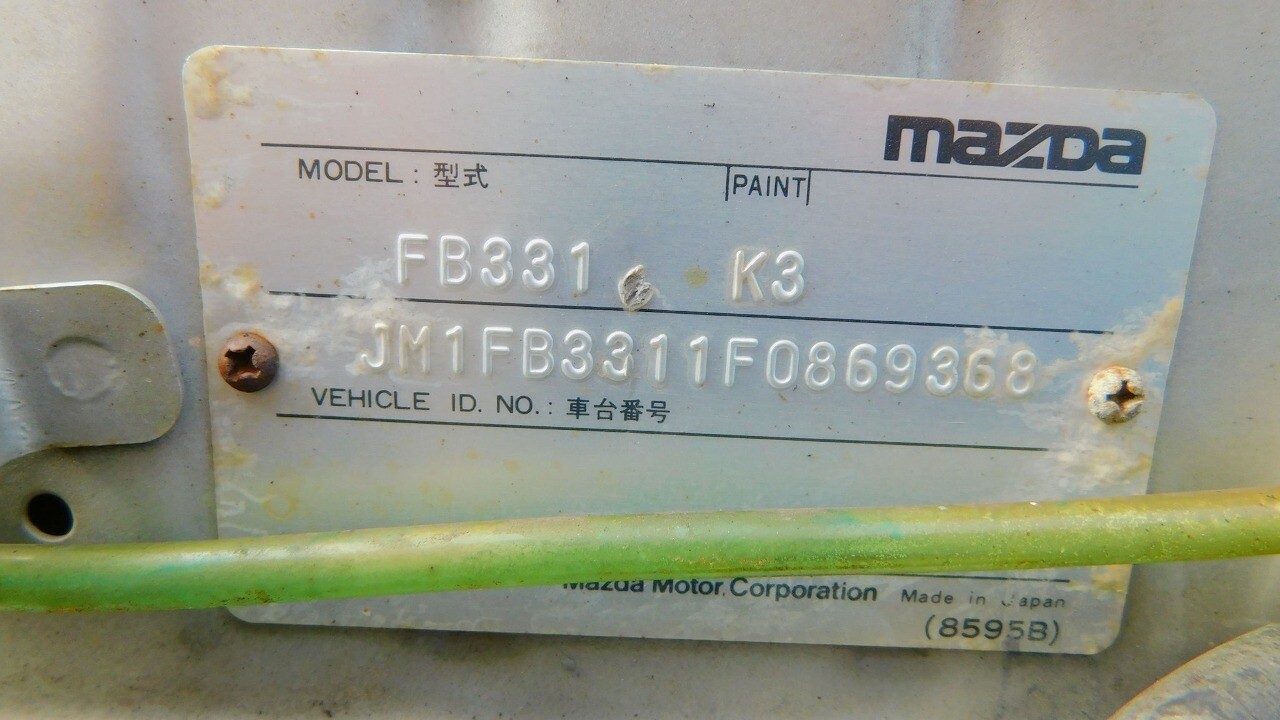 mazda
MODEL : 型式 PAINT
FB331 K3
JM1FB3311F0869368
VEHICLE ID. NO. : 車台番号
Mazda Motor Corporation Made in Japan
(8595B)